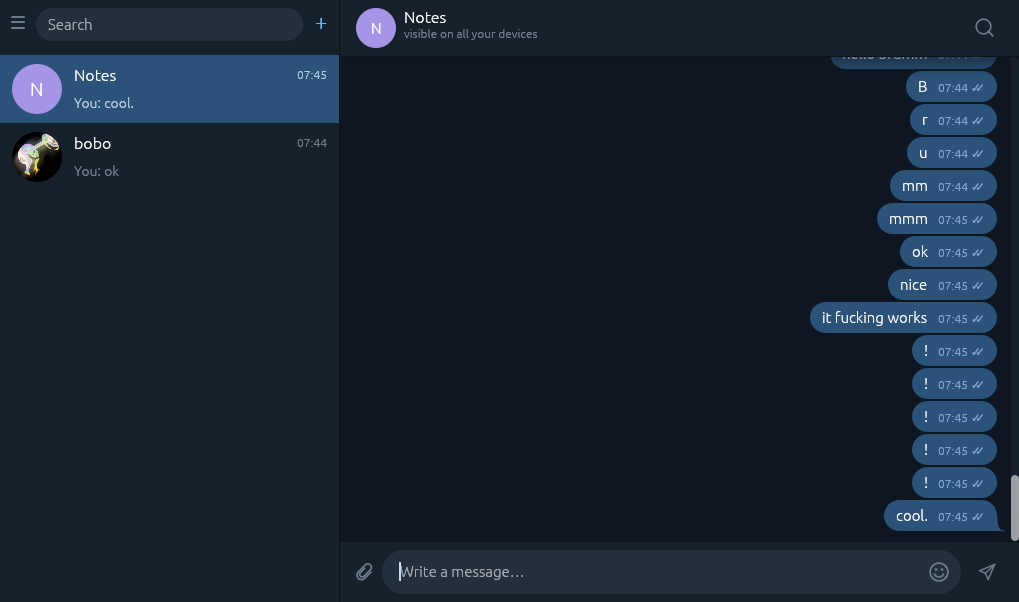 Search
+
N
Notes
07:45
You: cool.
bobo
07:44
You: ok
N
Notes
visible on all your devices
B 07:44
r 07:44
u 07:44
mm 07:44
mmm 07:45
ok 07:45
nice 07:45
it fucking works 07:45
! 07:45
! 07:45
! 07:45
! 07:45
! 07:45
cool. 07:45
Write a message...